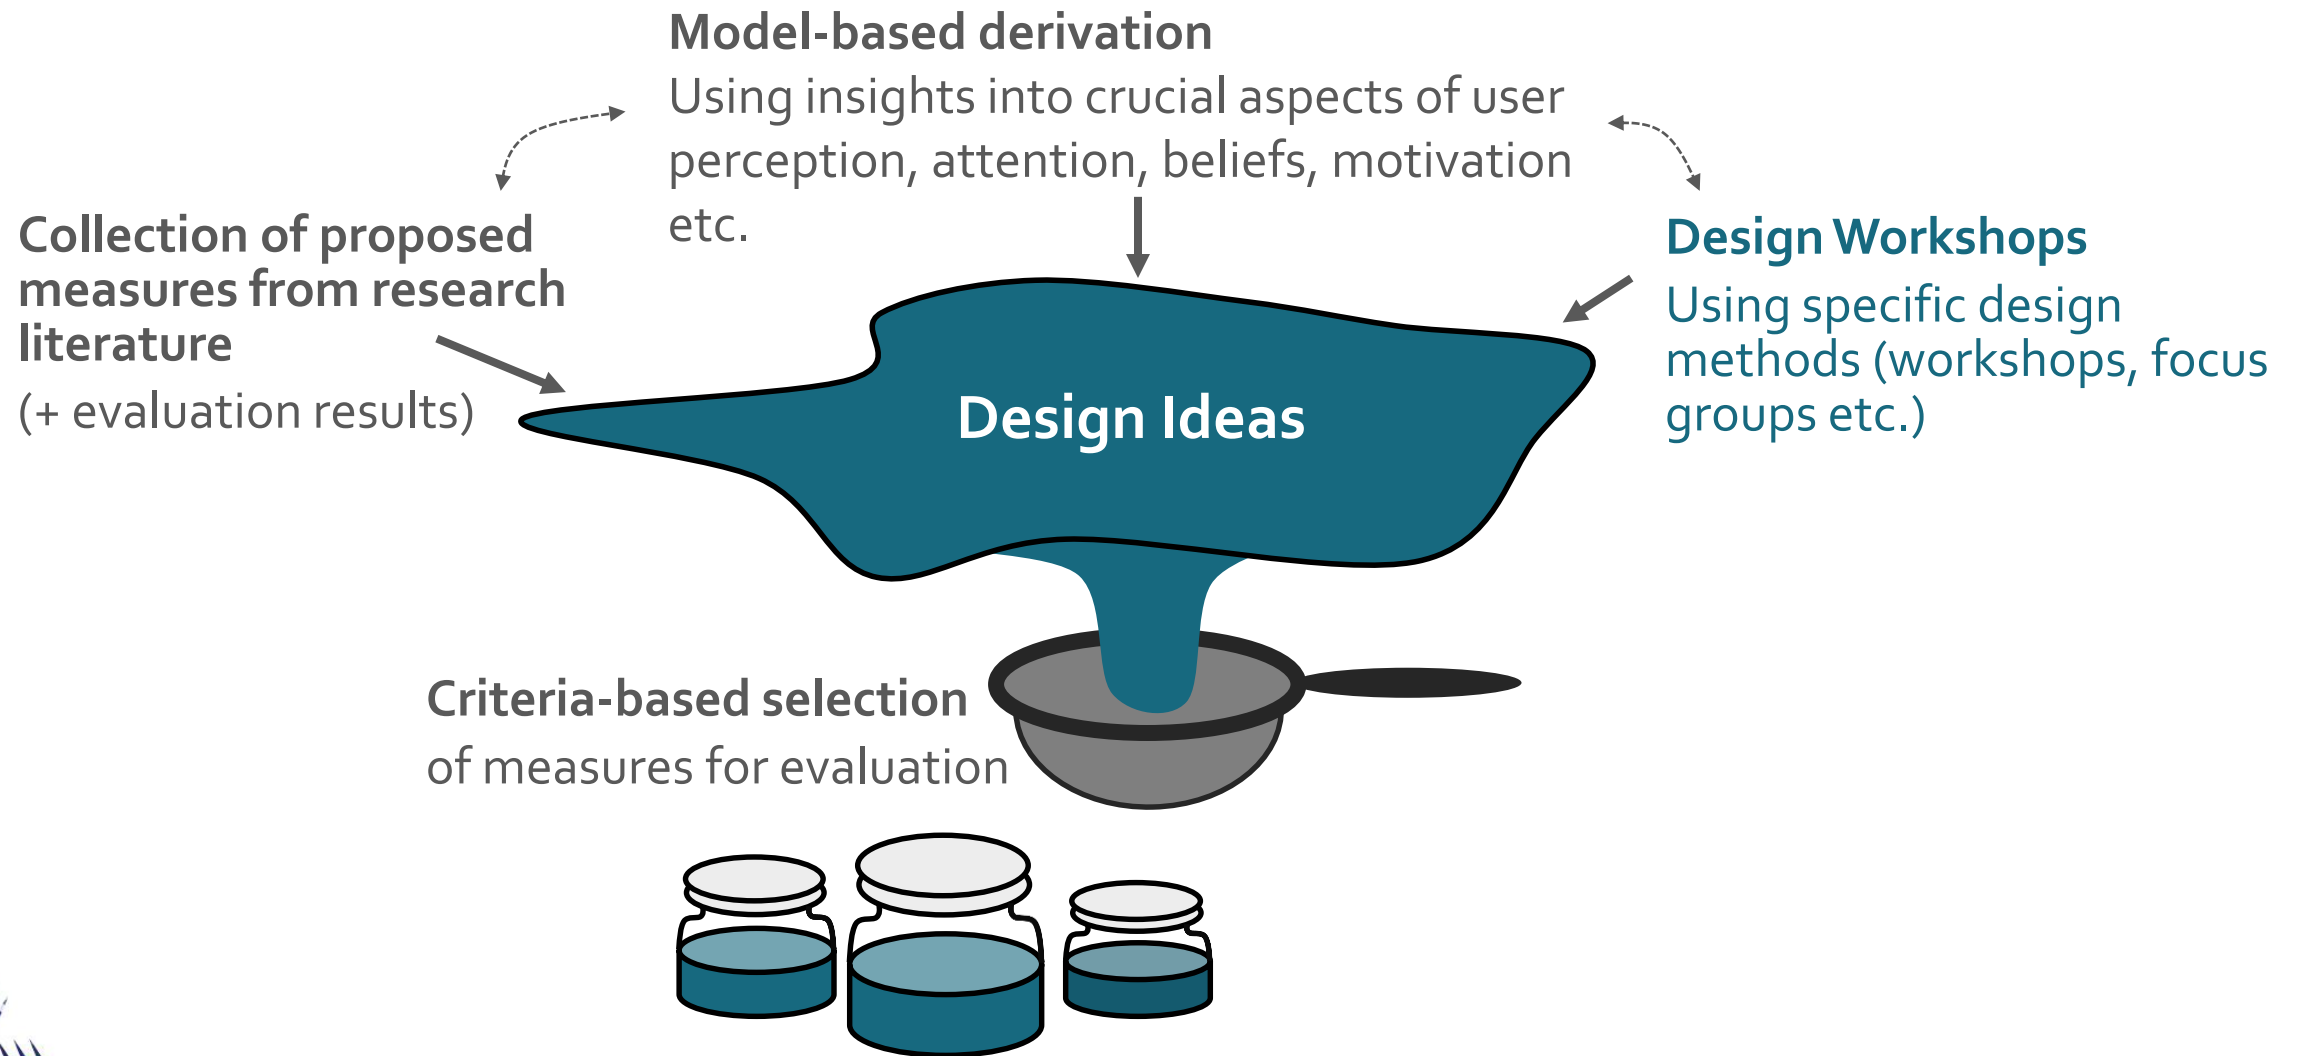 Model-based derivation
Using insights into crucial aspects of user
perception, attention, beliefs, motivation
etc.
Collection of proposed
measures from research
literature
(+ evaluation results)
Design Workshops
Using specific design
methods (workshops, focus
groups etc.)
Design Ideas
Criteria-based selection
of measures for evaluation